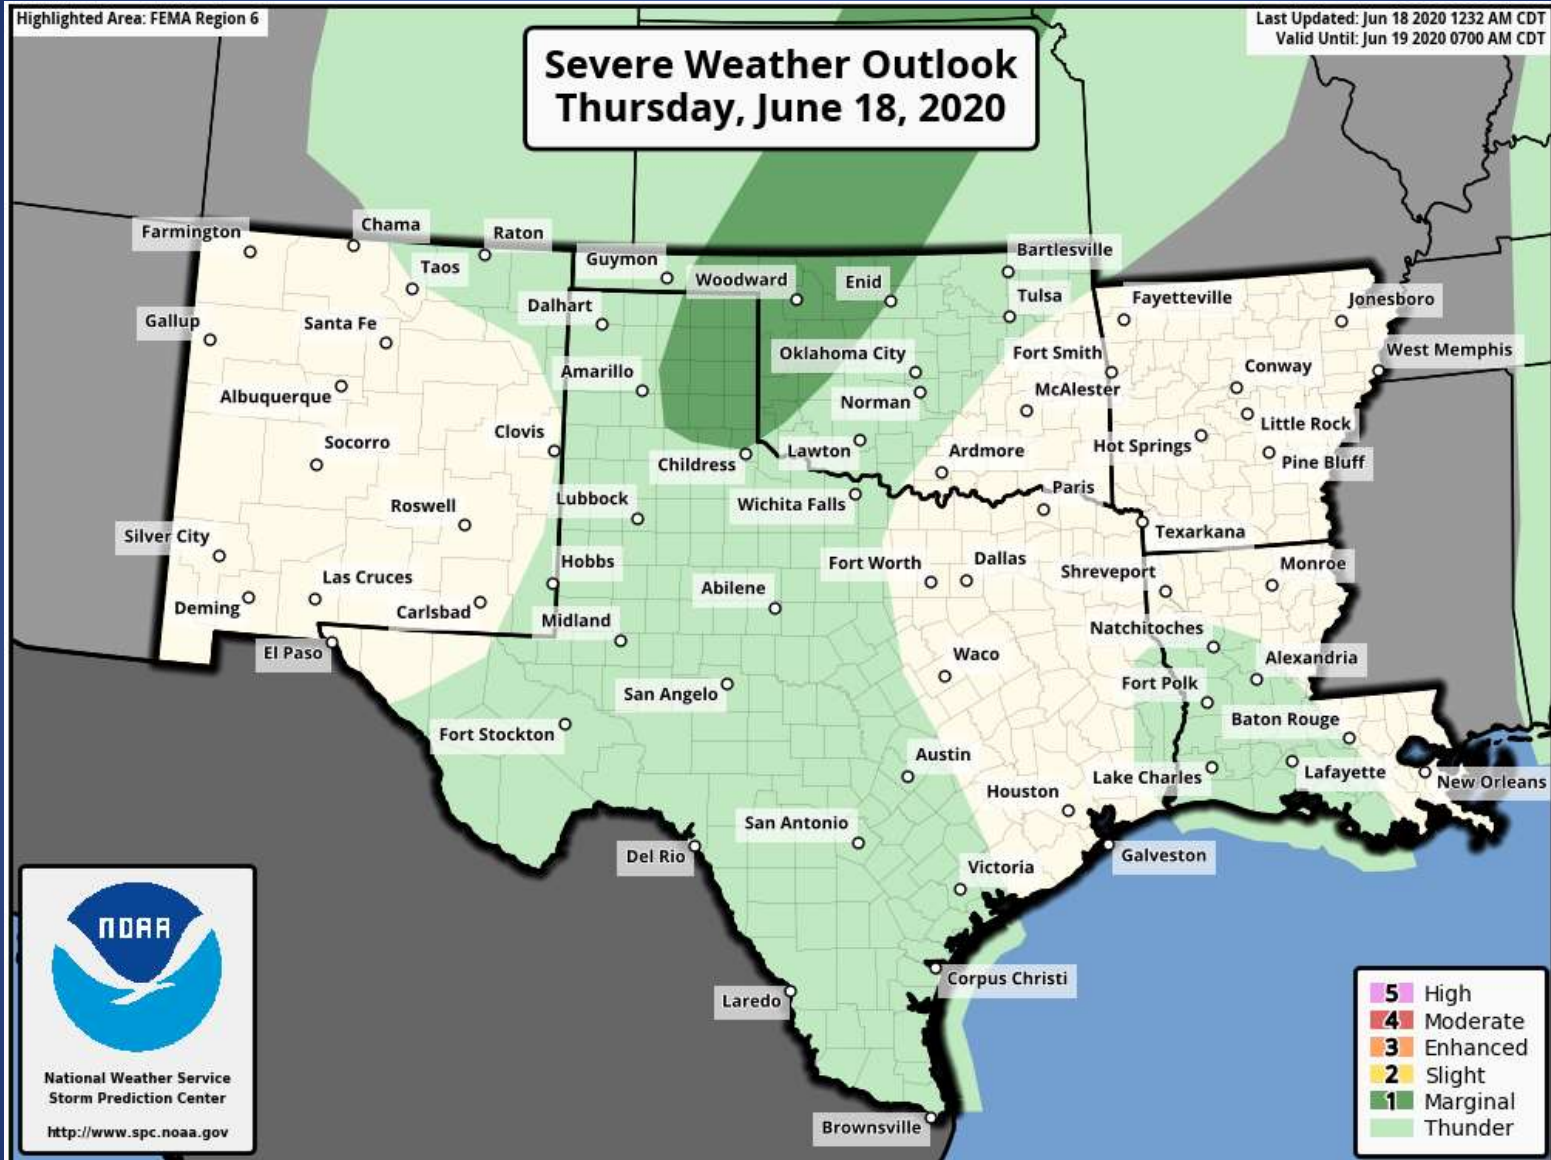 Highlighted Area: FEMA Region 6
Last Updated: Jun 18 2020 1232 AM CDT
Valid Until: Jun 19 2020 0700 AM CDT
Severe Weather Outlook
Thursday, June 18, 2020
Farmington
Chama
Raton
Taos
Guymon
Woodward
Enid
Bartlesville
Tulsa
Fayetteville
Jonesboro
Gallup
Santa Fe
Dalhart
Oklahoma City
Fort Smith
West Memphis
Conway
Amarillo
Albuquerque
McAlester
Norman
Little Rock
Clovis
Socorro
Childress
Lawton
Ardmore
Hot Springs
Pine Bluff
Roswell
Lubbock
Wichita Falls
Paris
Texarkana
Silver City
Hobbs
Fort Worth
Dallas
Shreveport
Monroe
Las Cruces
Deming
Carlsbad
Abilene
Midland
Natchitoches
El Paso
Waco
Alexandria
San Angelo
Fort Polk
Fort Stockton
Baton Rouge
Austin
Lake Charles
Lafayette
New Orleans
Houston
San Antonio
Del Rio
Galveston
Victoria
Corpus Christi
Laredo
Brownsville
NOAA
National Weather Service
Storm Prediction Center
http://www.spc.noaa.gov
5 High
4 Moderate
3 Enhanced
2 Slight
1 Marginal
Thunder